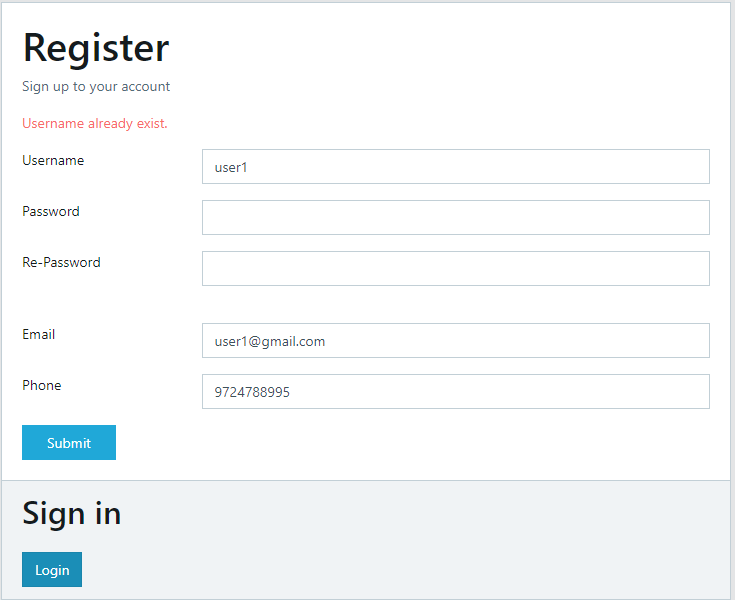 Register
Sign up to your account
Username already exist.
Username
user1
Password
Re-Password
Email
user1@gmail.com
Phone
9724788995
Submit
Sign in
Login